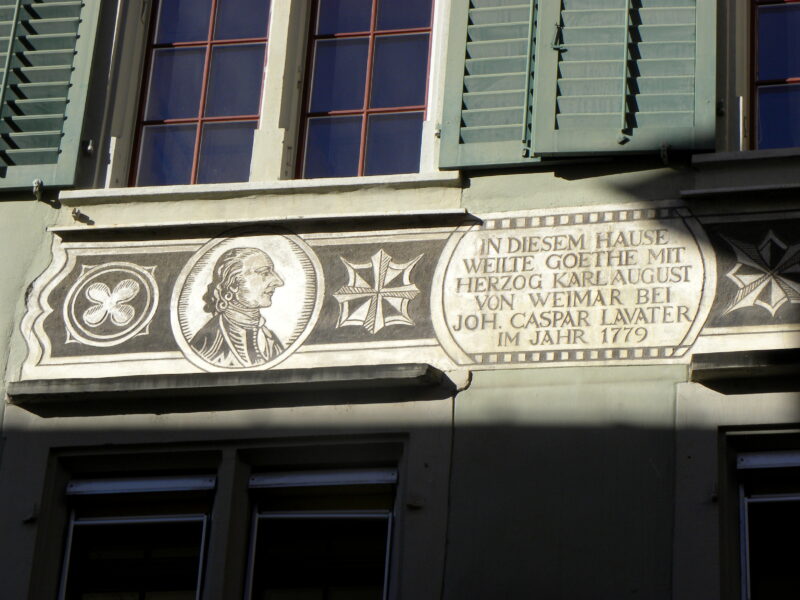 IN DIESEM HAUSE
WEILTE GOETHE MIT
HERZOG KARL AUGUST
VON WEIMAR BEI
JOH. CASPAR LAVATER
IM JAHR 1779